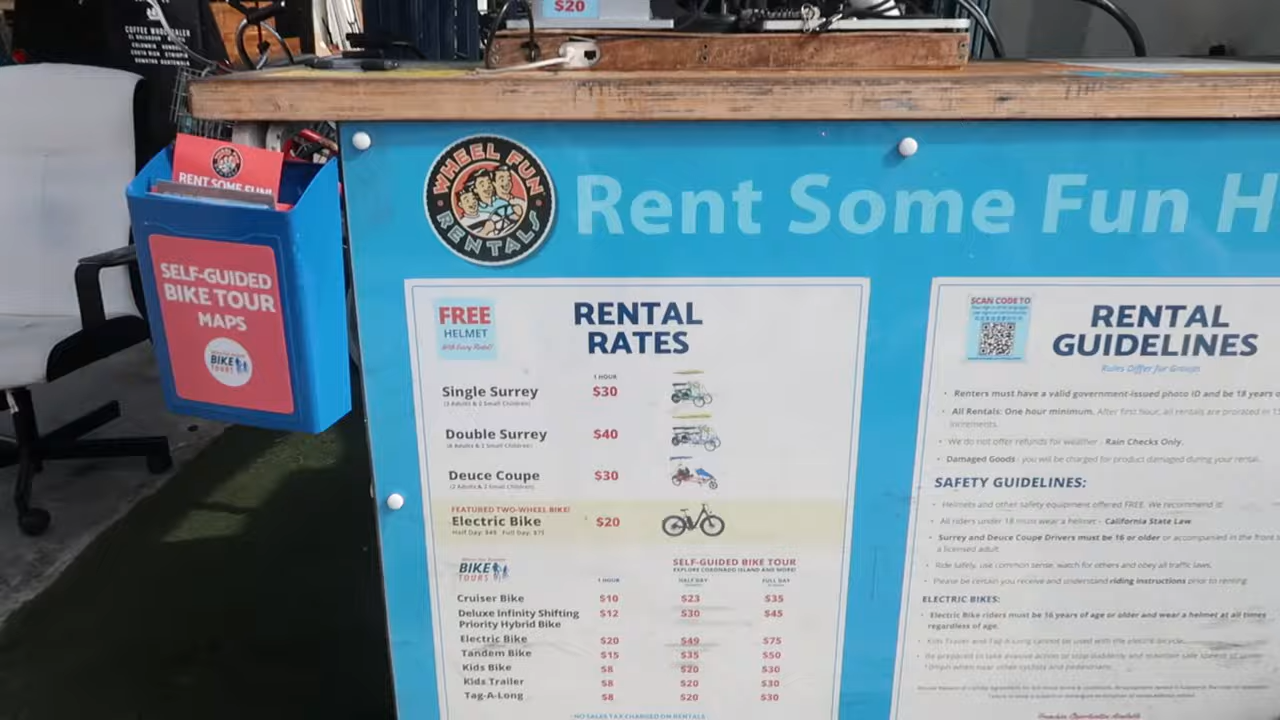 $20
COFFEE WHOLESALER
COLOMBIA
COSTA RICA ETHIOPIA
SUMATRA GUATEMALA
RENT SOME FUN!
SELF-GUIDED
BIKE TOUR
MAPS
BIKE
TOURS
WHEEL FUN
RENTALS
Rent Some Fun H
FREE
HELMET
With Every Rental!
RENTAL
RATES
1 HOUR
Single Surrey $30
(3 Adults & 2 Small Children)
Double Surrey $40
(6 Adults & 2 Small Children)
Deuce Coupe $30
(2 Adults & 2 Small Children)
FEATURED TWO-WHEEL BIKE!
Electric Bike $20
Half Day: $49 Full Day: $75
BIKE
TOURS
SELF-GUIDED BIKE TOUR
EXPLORE CORONADO ISLAND AND MORE!
1 HOUR HALF DAY FULL DAY
Cruiser Bike $10 $23 $35
Deluxe Infinity Shifting $12 $30 $45
Priority Hybrid Bike
Electric Bike $20 $49 $75
Tandem Bike $15 $35 $50
Kids Bike $8 $20 $30
Kids Trailer $8 $20 $30
Tag-A-Long $8 $20 $30
NO SALES TAX CHARGED ON RENTALS
SCAN CODE TO
RENTAL
GUIDELINES
Rules Differ for Groups
• Renters must have a valid government-issued photo ID and be 18 years o
• All Rentals: One hour minimum. After first hour, all rentals are prorated in 1
increments.
• We do not offer refunds for weather - Rain Checks Only.
• Damaged Goods - you will be charged for product damaged during your rental.
SAFETY GUIDELINES:
• Helmets and other safety equipment offered FREE. We recommend it!
• All riders under 18 must wear a helmet - California State Law
• Surrey and Deuce Coupe Drivers must be 16 or older or accompanied in the front s
a licensed adult.
• Ride safely, use common sense, watch for others and obey all traffic laws.
• Please be certain you receive and understand riding instructions prior to renting.
ELECTRIC BIKES:
• Electric Bike riders must be 16 years of age or older and wear a helmet at all times
regardless of age.
• Kids Trailer and Tag-A-Long cannot be used with the electric bicycle.
• Be prepared to take evasive action or stop suddenly and maintain safe speed
when near other cyclists and pedestrians.